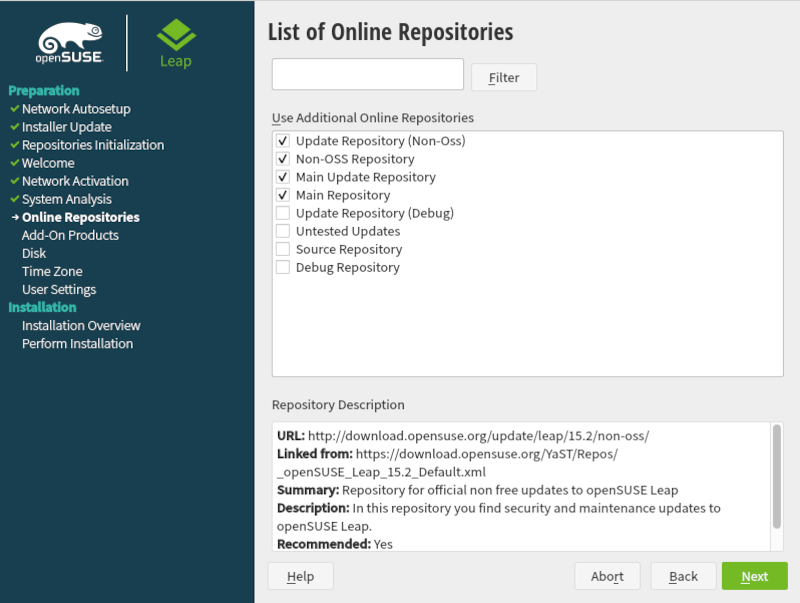 openSUSE
Leap
Preparation
Network Autosetup
Installer Update
Repositories Initialization
Welcome
Network Activation
System Analysis
Online Repositories
Add-On Products
Disk
Time Zone
User Settings
Installation
Installation Overview
Perform Installation
List of Online Repositories
Filter
Use Additional Online Repositories
Update Repository (Non-Oss)
Non-OSS Repository
Main Update Repository
Main Repository
Update Repository (Debug)
Untested Updates
Source Repository
Debug Repository
Repository Description
URL: http://download.opensuse.org/update/leap/15.2/non-oss/
Linked from: https://download.opensuse.org/YaST/Repos/
_openSUSE_Leap_15.2_Default.xml
Summary: Repository for official non free updates to openSUSE Leap
Description: In this repository you find security and maintenance updates to
openSUSE Leap.
Recommended: Yes
Help
Abort
Back
Next